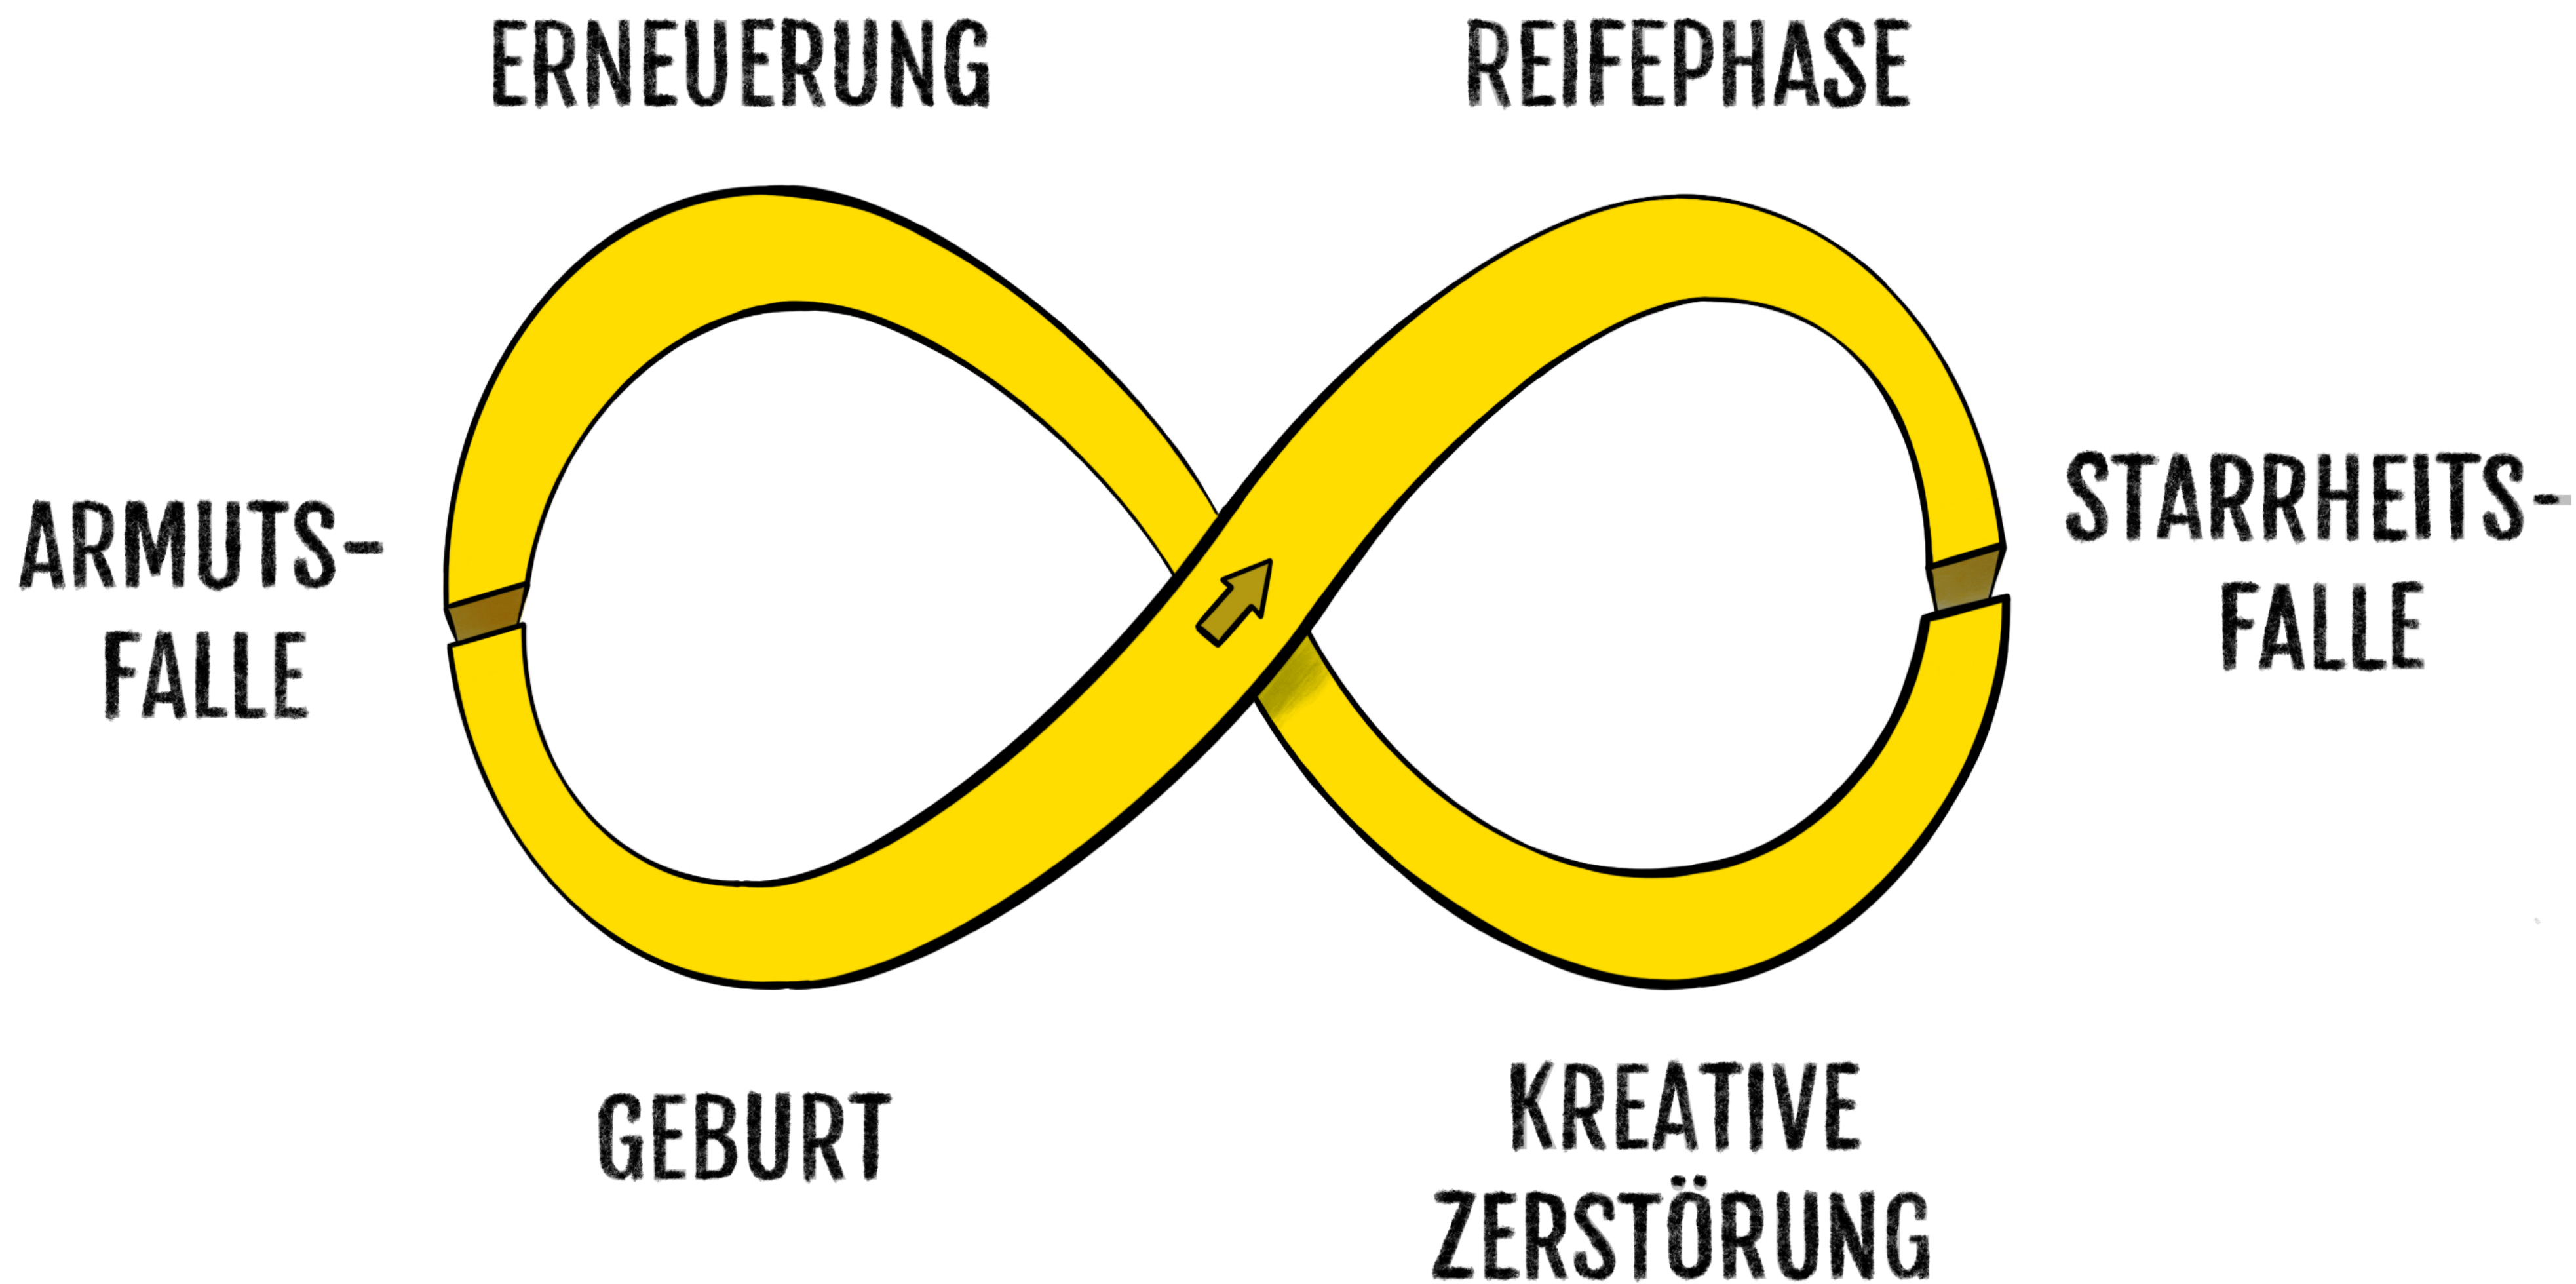 ERNEUERUNG
REIFEPHASE
ARMUTS-
FALLE
STARRHEITS-
FALLE
GEBURT
KREATIVE
ZERSTÖRUNG